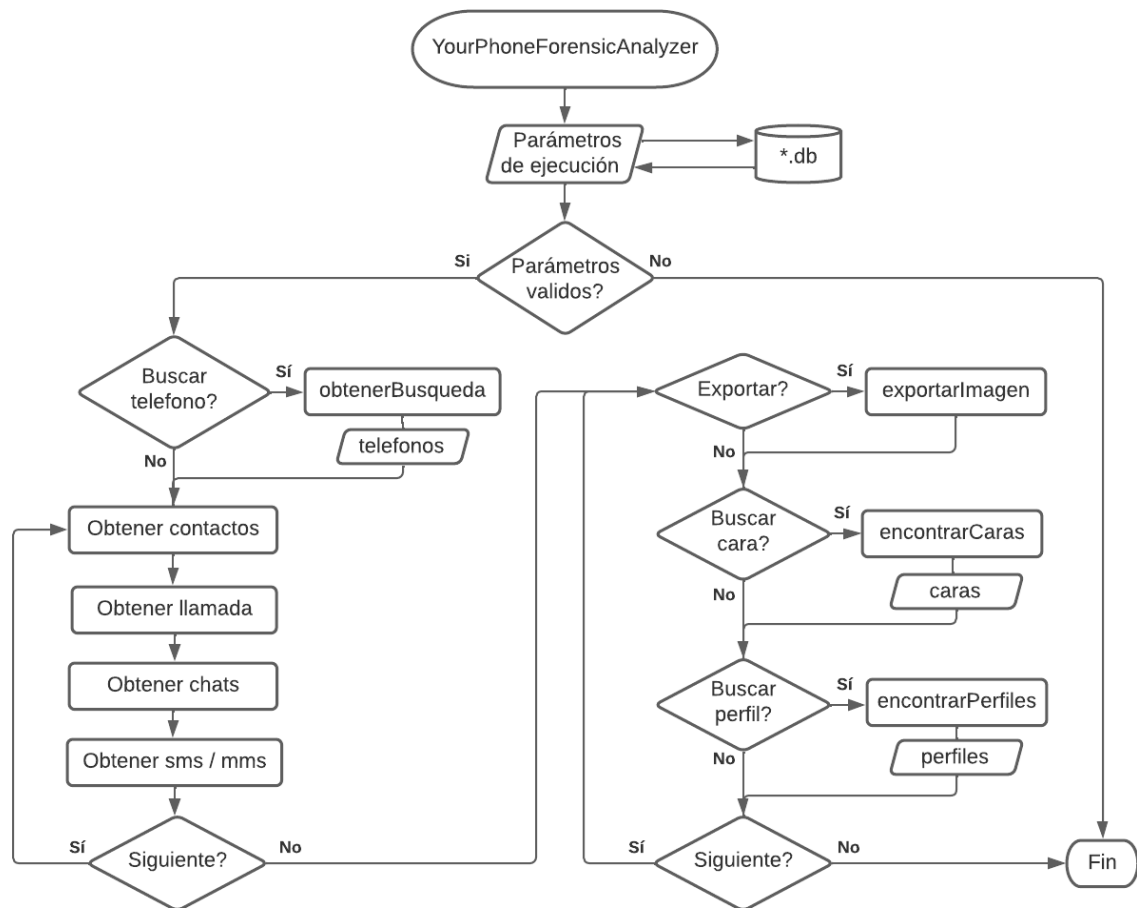 YourPhoneForensicAnalyzer
Parámetros
de ejecución
*.db
Parámetros
validos?
Si
No
Buscar
telefono?
Sí
obtenerBusqueda
telefonos
No
Obtener contactos
Obtener llamada
Obtener chats
Obtener sms / mms
Siguiente?
Sí
No
Exportar?
Sí
exportarImagen
No
Buscar
cara?
Sí
encontrarCaras
caras
No
Buscar
perfil?
Sí
encontrarPerfiles
perfiles
No
Siguiente?
Sí
No
Fin